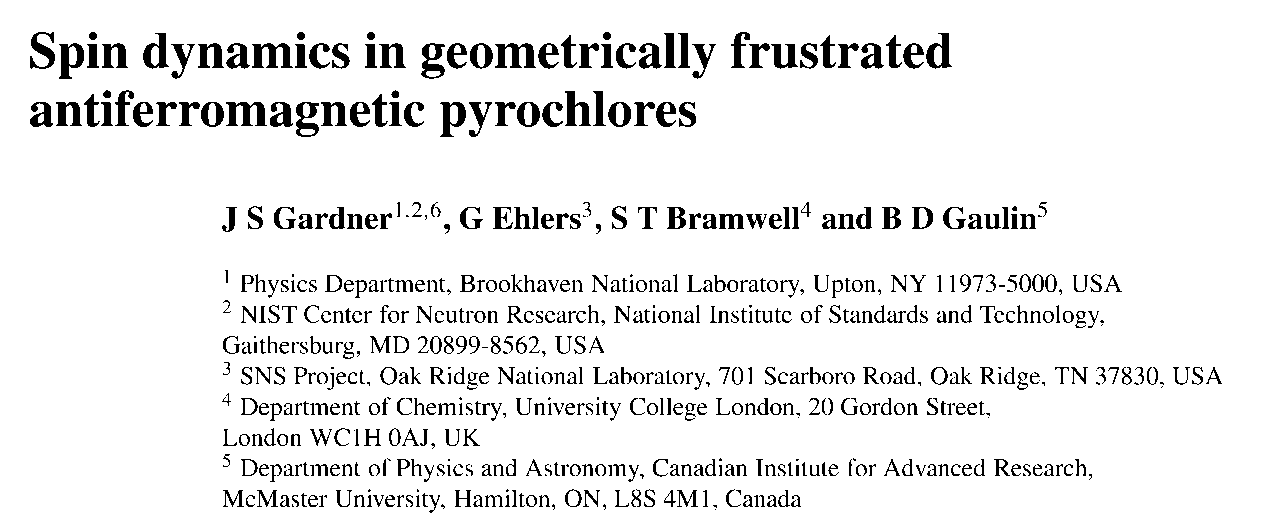 Spin dynamics in geometrically frustrated
antiferromagnetic pyrochlores
J S Gardner1,2,6, G Ehlers3, S T Bramwell4 and B D Gaulin5
1 Physics Department, Brookhaven National Laboratory, Upton, NY 11973-5000, USA
2 NIST Center for Neutron Research, National Institute of Standards and Technology,
Gaithersburg, MD 20899-8562, USA
3 SNS Project, Oak Ridge National Laboratory, 701 Scarboro Road, Oak Ridge, TN 37830, USA
4 Department of Chemistry, University College London, 20 Gordon Street,
London WC1H 0AJ, UK
5 Department of Physics and Astronomy, Canadian Institute for Advanced Research,
McMaster University, Hamilton, ON, L8S 4M1, Canada